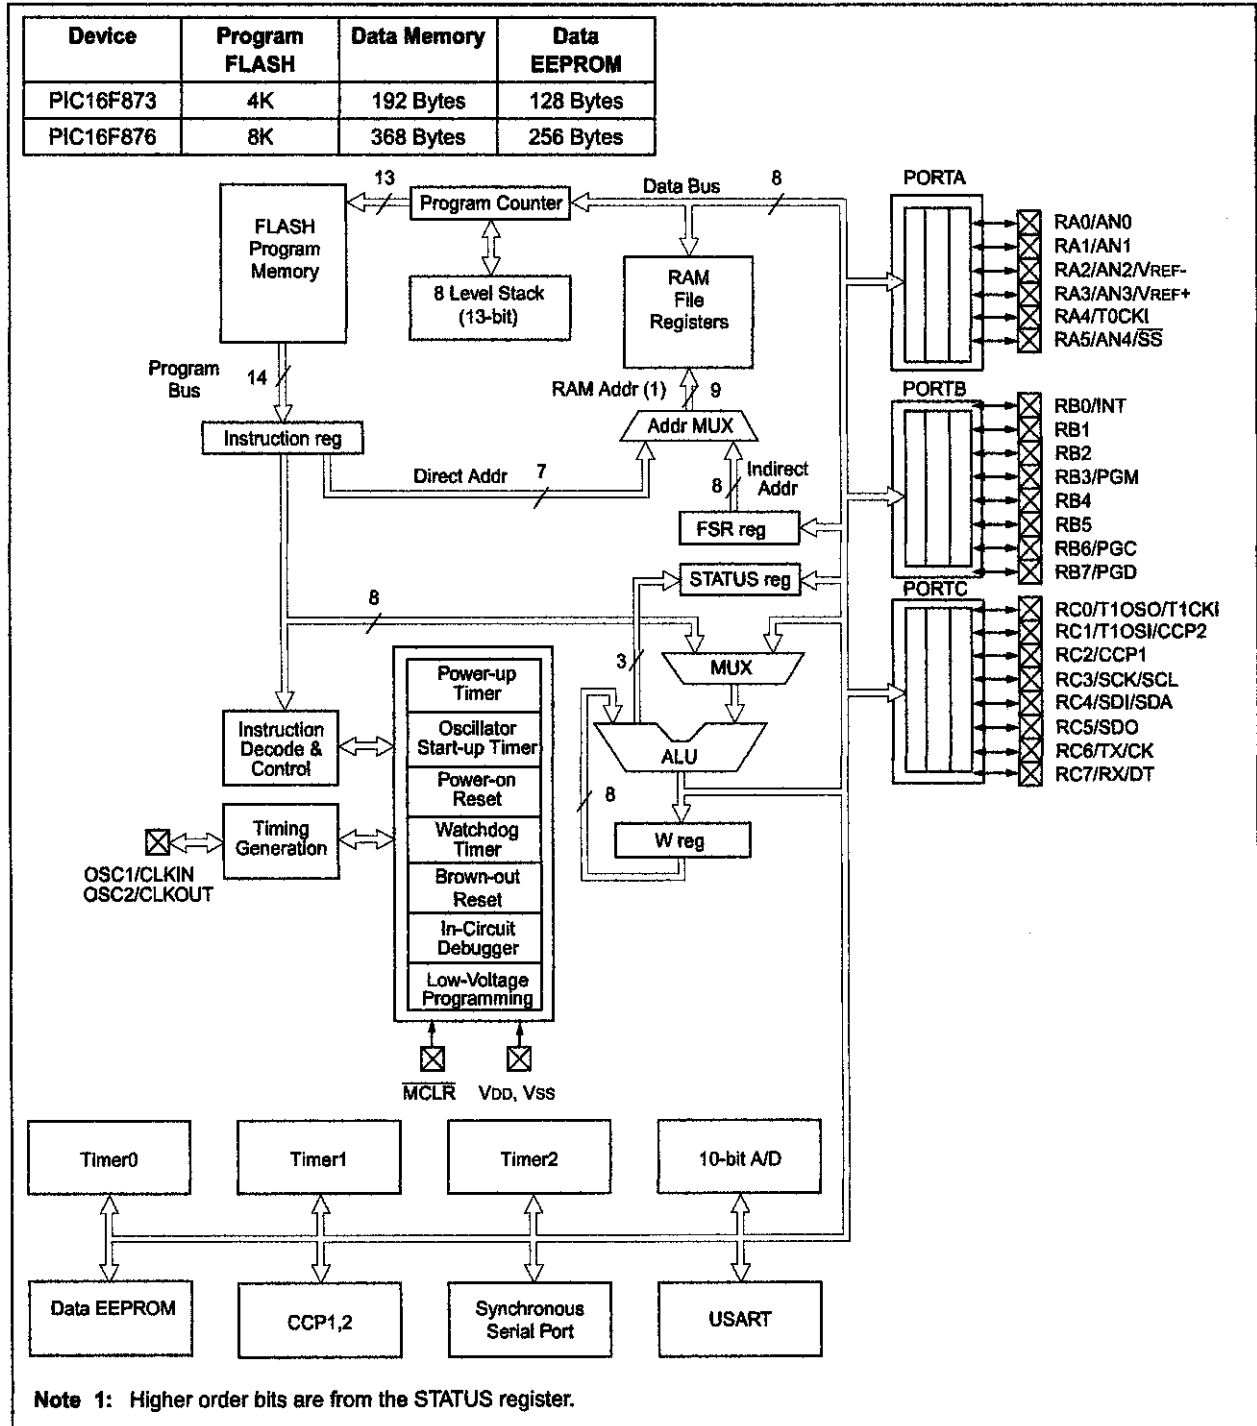 Device Program Data Memory Data
FLASH EEPROM
PIC16F873 4K 192 Bytes 128 Bytes
PIC16F876 8K 368 Bytes 256 Bytes
13
Data Bus
8
PORTA
FLASH
Program
Memory
Program Counter
8 Level Stack
(13-bit)
RAM
File
Registers
RA0/AN0
RA1/AN1
RA2/AN2/VREF-
RA3/AN3/VREF+
RA4/T0CKI
RA5/AN4/SS
Program
Bus
14
RAM Addr (1)
9
PORTB
Instruction reg
Addr MUX
RB0/INT
RB1
RB2
RB3/PGM
RB4
RB5
RB6/PGC
RB7/PGD
Direct Addr
7
8
Indirect
Addr
FSR reg
STATUS reg
PORTC
8
3
MUX
RC0/T1OSO/T1CKI
RC1/T1OSI/CCP2
RC2/CCP1
RC3/SCK/SCL
RC4/SDI/SDA
RC5/SDO
RC6/TX/CK
RC7/RX/DT
Power-up
Timer
Instruction
Decode &
Control
Oscillator
Start-up Timer
ALU
Power-on
Reset
8
Timing
Generation
Watchdog
Timer
W reg
OSC1/CLKIN
OSC2/CLKOUT
Brown-out
Reset
In-Circuit
Debugger
Low-Voltage
Programming
MCLR
VDD, VSS
Timer0
Timer1
Timer2
10-bit A/D
Data EEPROM
CCP1,2
Synchronous
Serial Port
USART
Note 1: Higher order bits are from the STATUS register.